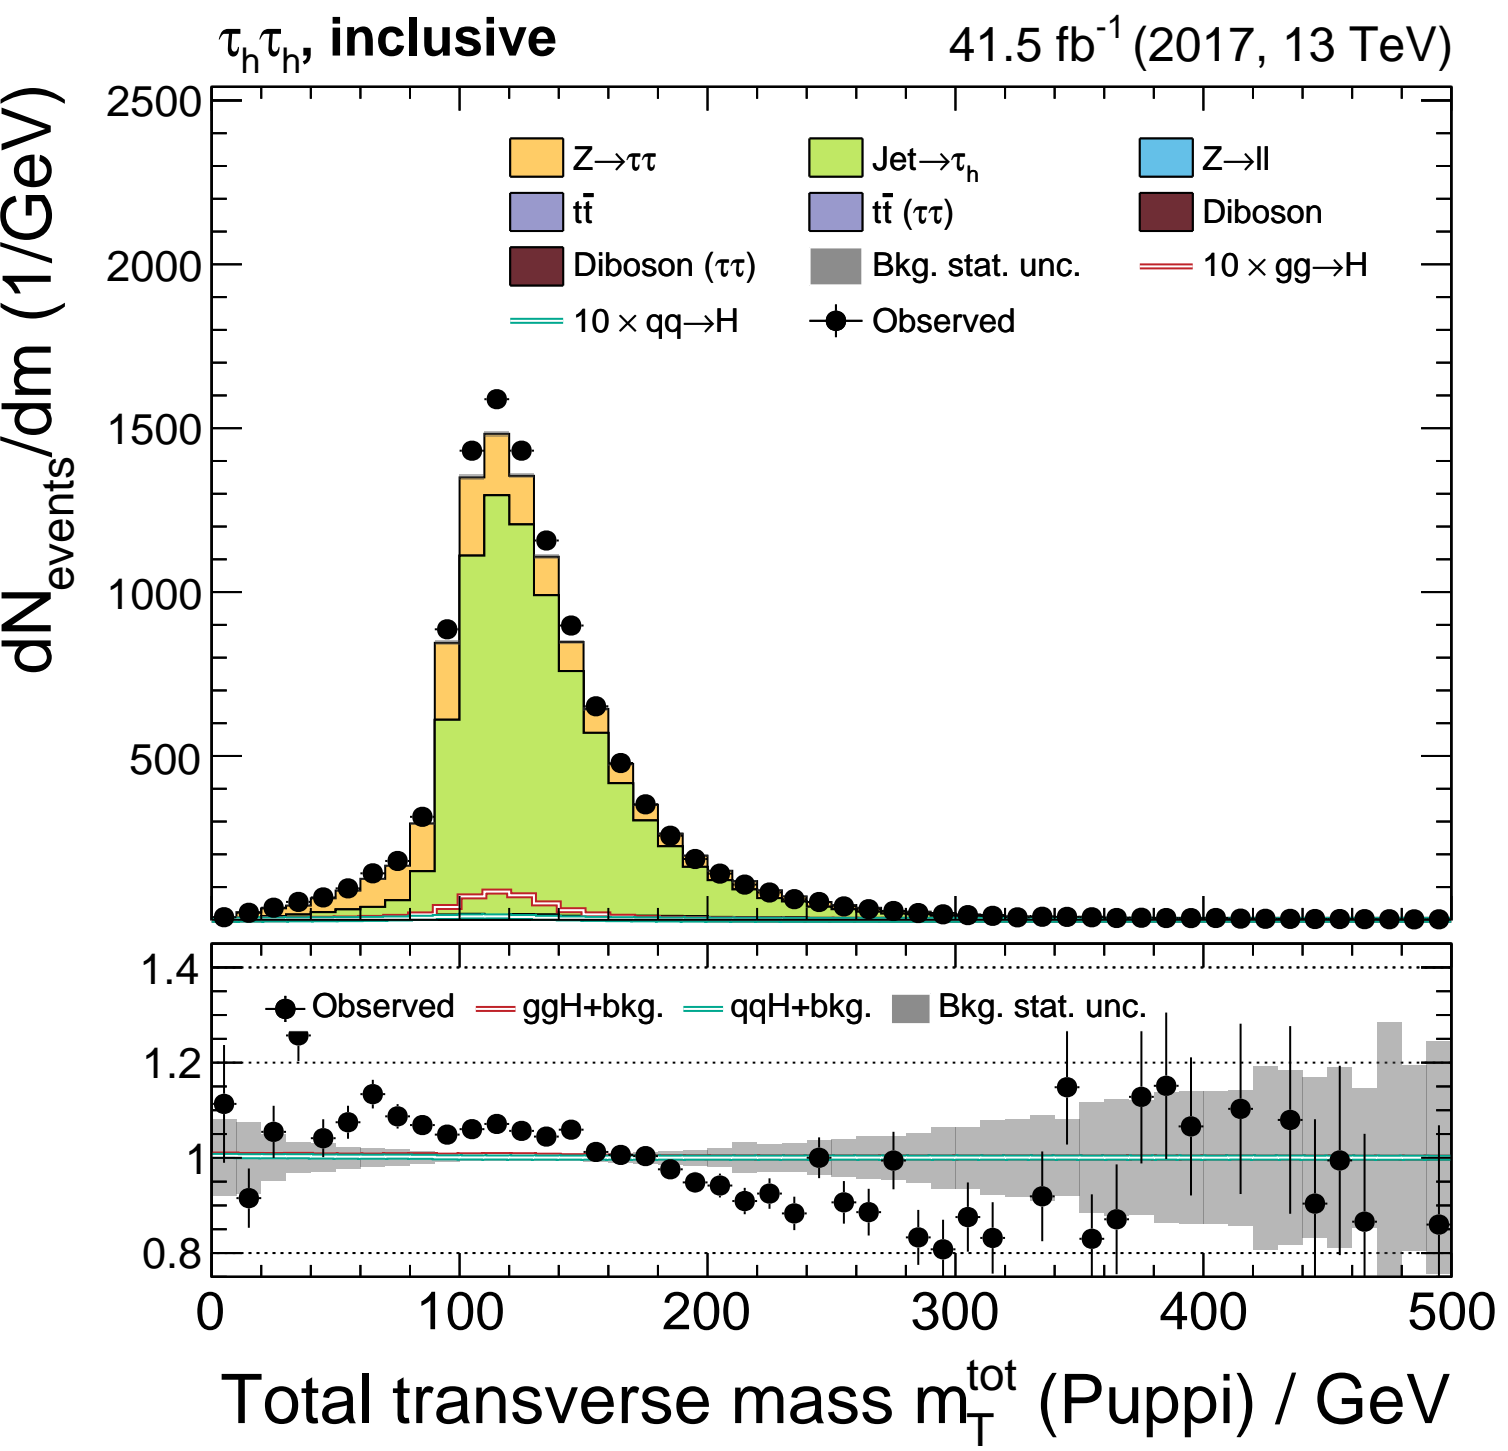 τₕτₕ, inclusive 41.5 fb⁻¹ (2017, 13 TeV)
dN_events/dm (1/GeV)
2500
2000
1500
1000
500
Z→ττ Jet→τₕ Z→ll
tt̄ tt̄ (ττ) Diboson
Diboson (ττ) Bkg. stat. unc. 10 × gg→H
10 × qq→H Observed
1.4
1.2
1
0.8
Observed ggH+bkg. qqH+bkg. Bkg. stat. unc.
0 100 200 300 400 500
Total transverse mass m_T^tot (Puppi) / GeV